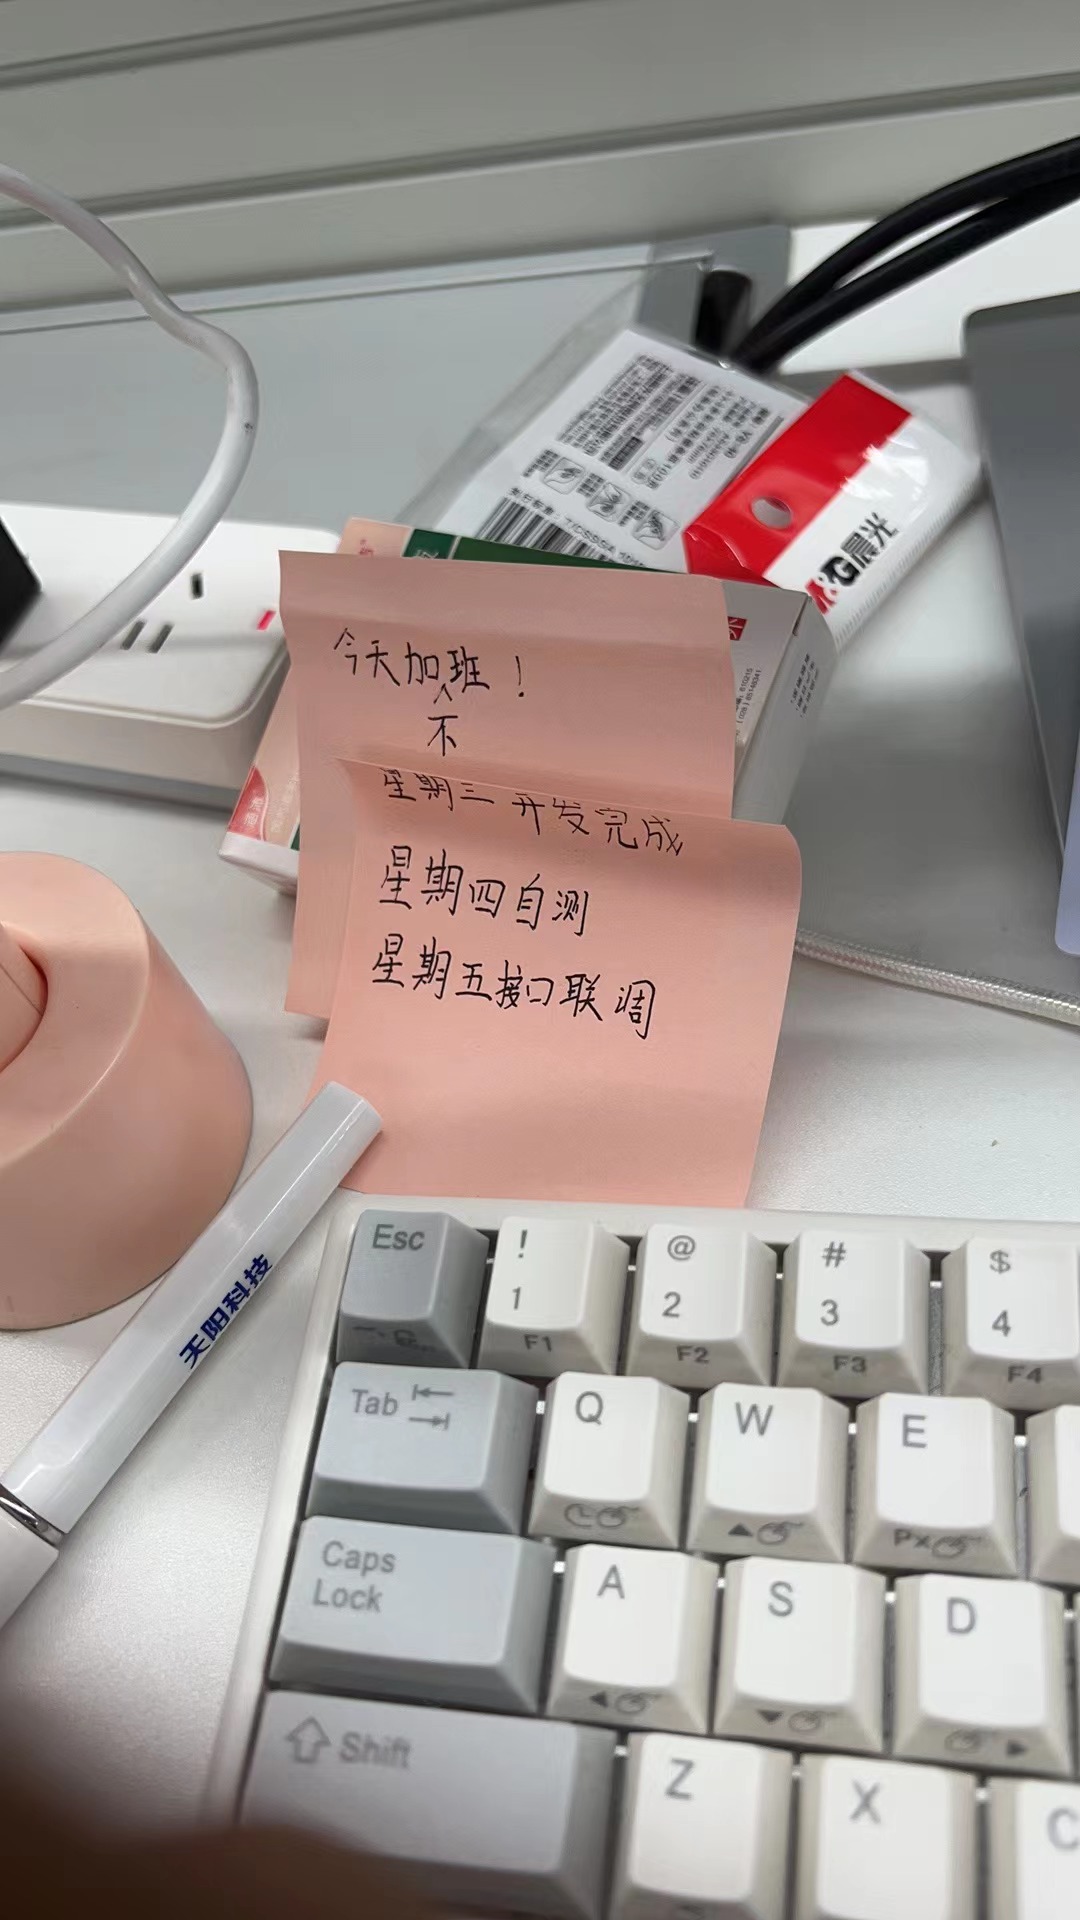 M&G晨光
今天加班！
^
不
星期三 开发完成
星期四自测
星期五接口联调
天阳科技
Esc
! 1 F1
@ 2 F2
# 3 F3
$ 4 F4
Tab
Q
W
E
Caps Lock
A
S
D
Shift
Z
X
C